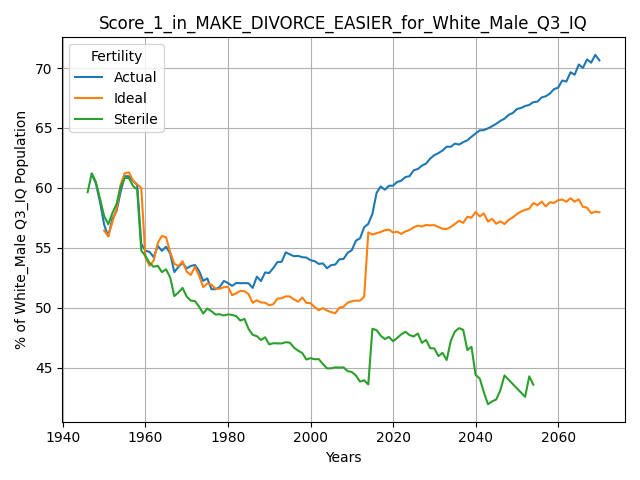 Score_1_in_MAKE_DIVORCE_EASIER_for_White_Male_Q3_IQ
Fertility
Actual
Ideal
Sterile
% of White_Male Q3_IQ Population
70
65
60
55
50
45
1940
1960
1980
2000
2020
2040
2060
Years